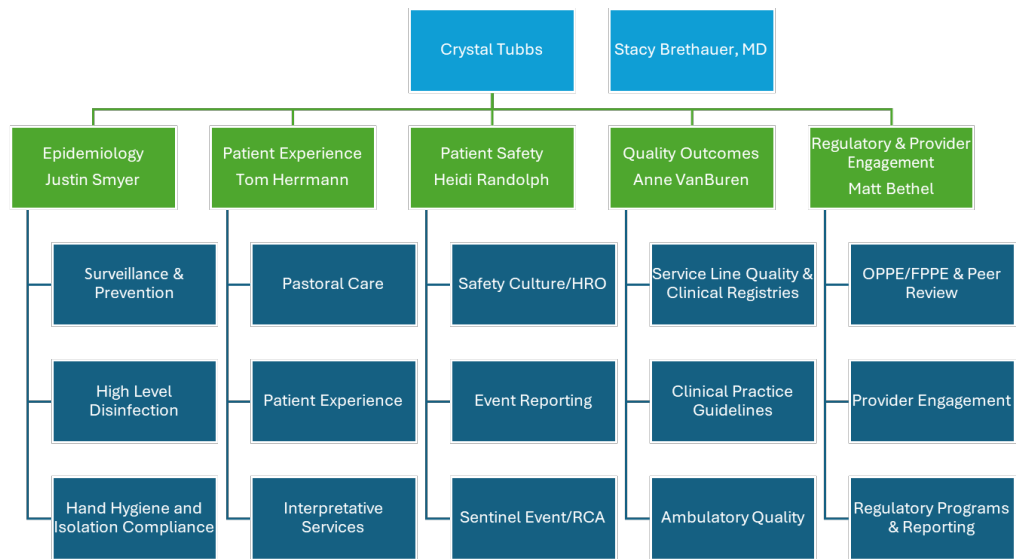 Crystal Tubbs
Stacy Brethauer, MD
Epidemiology
Justin Smyer
Patient Experience
Tom Herrmann
Patient Safety
Heidi Randolph
Quality Outcomes
Anne VanBuren
Regulatory & Provider
Engagement
Matt Bethel
Surveillance &
Prevention
Pastoral Care
Safety Culture/HRO
Service Line Quality &
Clinical Registries
OPPE/FPPE & Peer
Review
High Level
Disinfection
Patient Experience
Event Reporting
Clinical Practice
Guidelines
Provider Engagement
Hand Hygiene and
Isolation Compliance
Interpretative
Services
Sentinel Event/RCA
Ambulatory Quality
Regulatory Programs
& Reporting